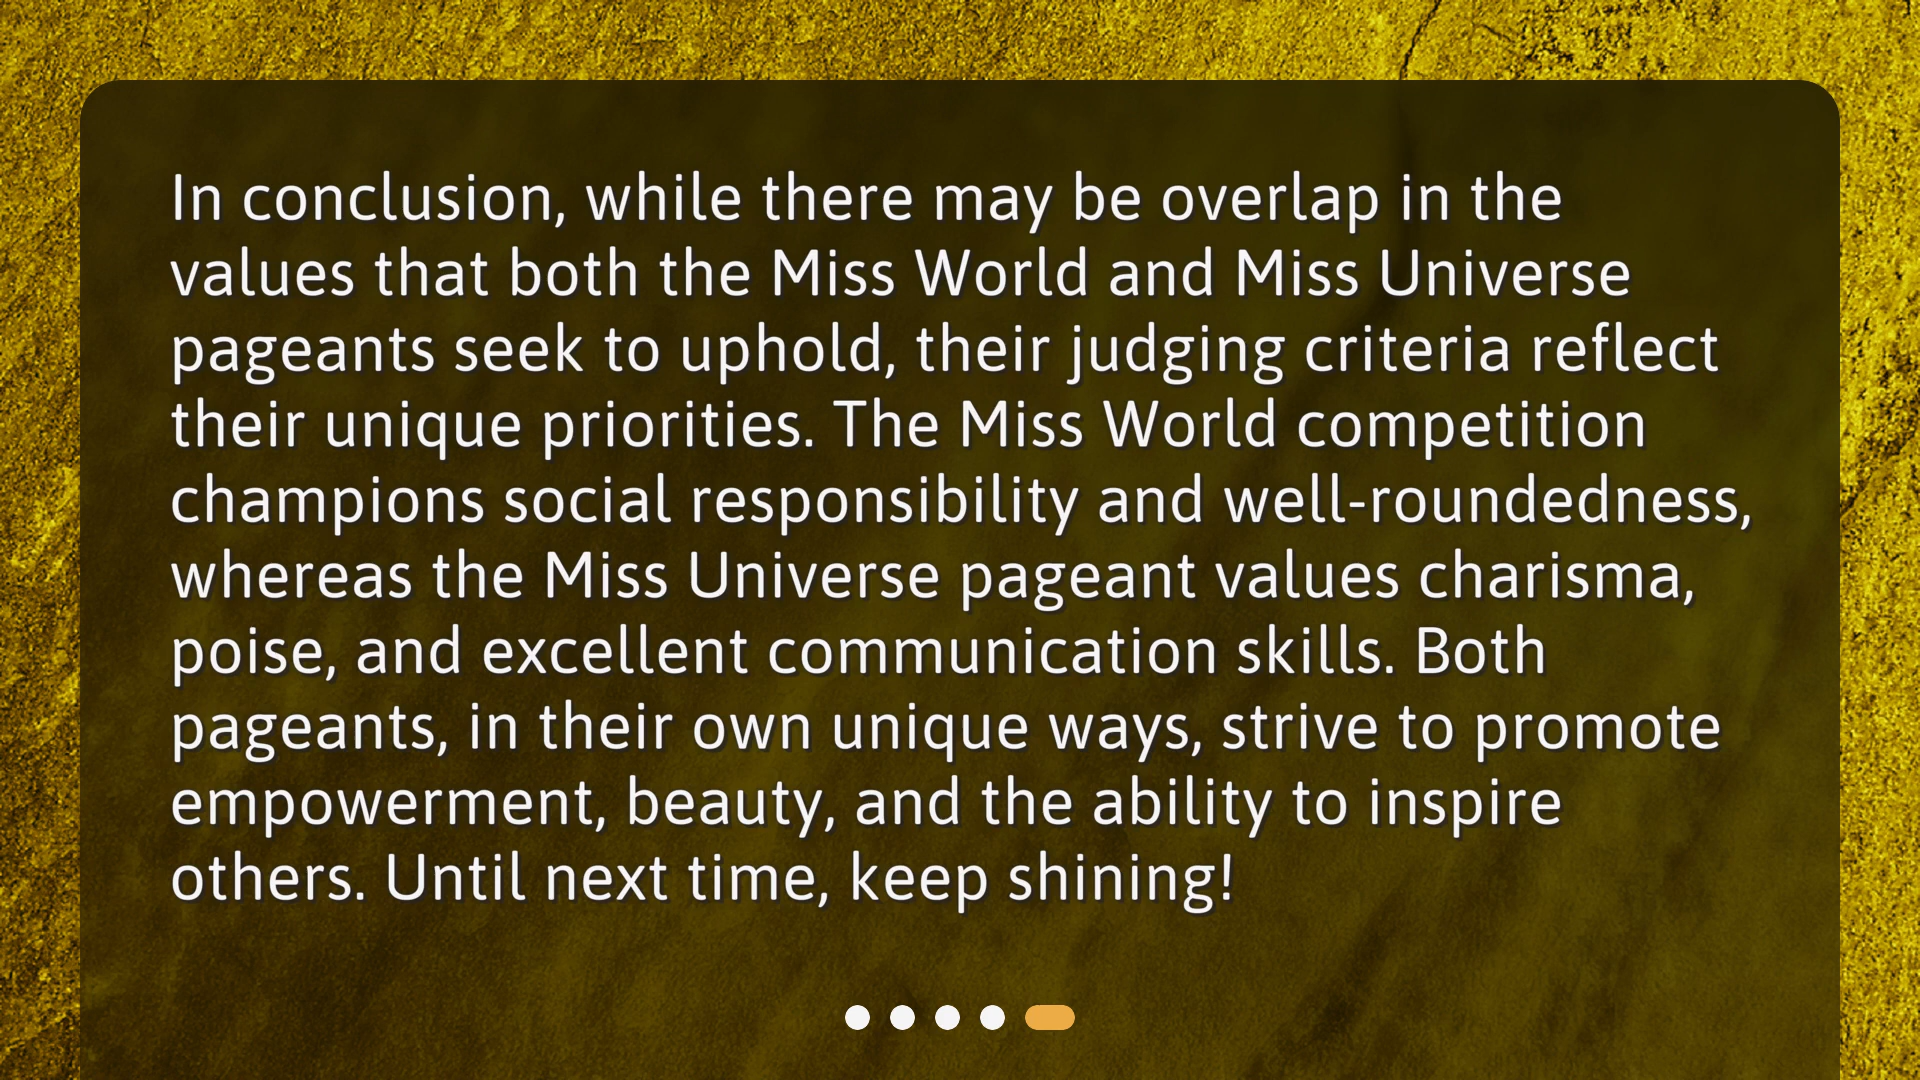 In conclusion, while there may be overlap in the
values that both the Miss World and Miss Universe
pageants seek to uphold, their judging criteria reflect
their unique priorities. The Miss World competition
champions social responsibility and well-roundedness,
whereas the Miss Universe pageant values charisma,
poise, and excellent communication skills. Both
pageants, in their own unique ways, strive to promote
empowerment, beauty, and the ability to inspire
others. Until next time, keep shining!